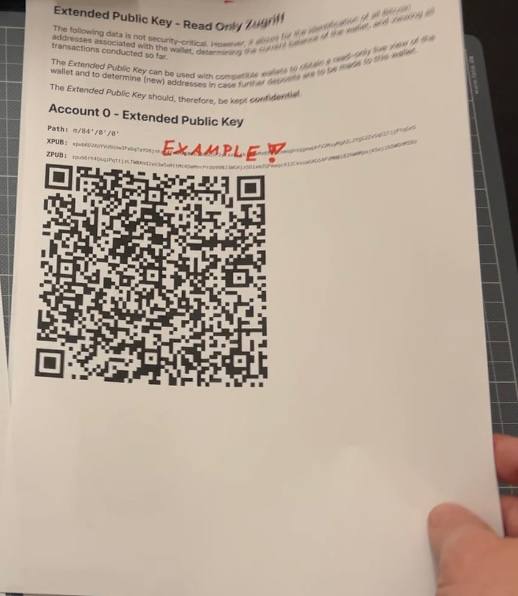 Extended Public Key - Read Only Zugriff
The following data is not security-critical. However, it allows for the identification of all Bitcoin
addresses associated with the wallet, determining the current balance of the wallet, and viewing all
transactions conducted so far.
The Extended Public Key can be used with compatible wallets to obtain a read-only live view of the
wallet and to determine (new) addresses in case further deposits are to be made to this wallet.
The Extended Public Key should, therefore, be kept confidential.
Account 0 - Extended Public Key
Path: m/84'/0'/0'
XPUB:
EXAMPLE!
ZPUB: